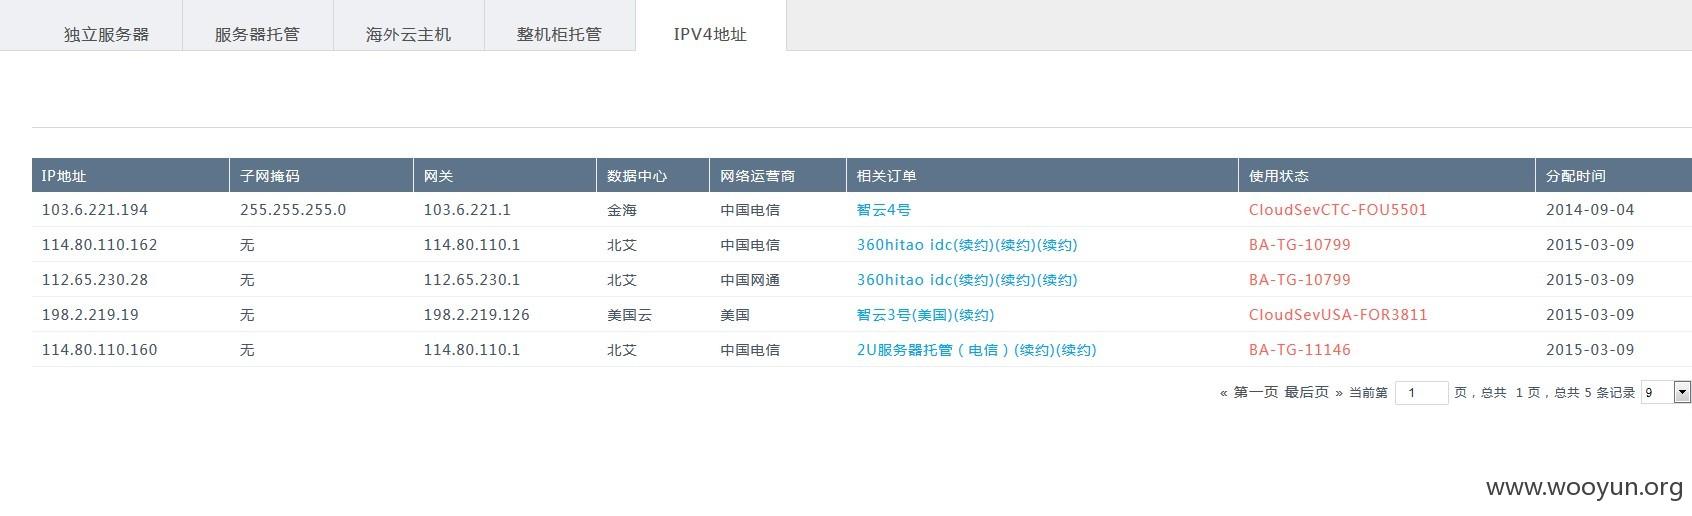 独立服务器 服务器托管 海外云主机 整机柜托管 IPV4地址
IP地址 子网掩码 网关 数据中心 网络运营商 相关订单 使用状态 分配时间
103.6.221.194 255.255.255.0 103.6.221.1 金海 中国电信 智云4号 CloudSevCTC-FOU5501 2014-09-04
114.80.110.162 无 114.80.110.1 北艾 中国电信 360hitao idc(续约)(续约)(续约) BA-TG-10799 2015-03-09
112.65.230.28 无 112.65.230.1 北艾 中国网通 360hitao idc(续约)(续约)(续约) BA-TG-10799 2015-03-09
198.2.219.19 无 198.2.219.126 美国云 美国 智云3号(美国)(续约) CloudSevUSA-FOR3811 2015-03-09
114.80.110.160 无 114.80.110.1 北艾 中国电信 2U服务器托管（电信）(续约)(续约) BA-TG-11146 2015-03-09
« 第一页 最后页 » 当前第 1 页，总共 1 页，总共 5 条记录 9
www.wooyun.org